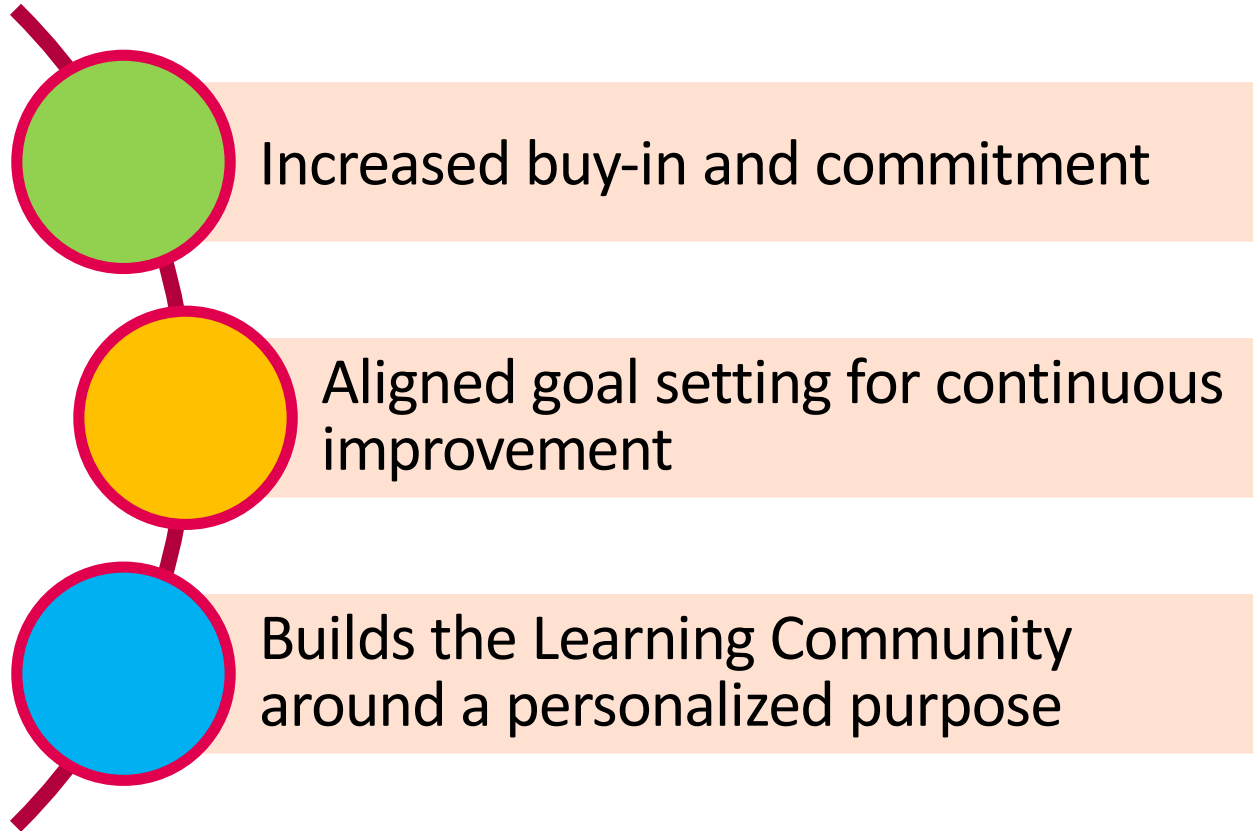 Increased buy-in and commitment
Aligned goal setting for continuous
improvement
Builds the Learning Community
around a personalized purpose